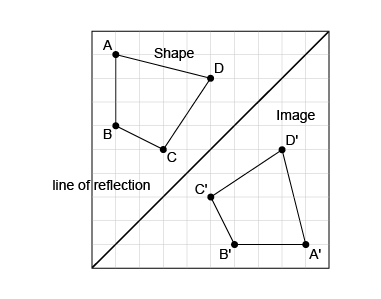 A
Shape
D
B
C
Image
D'
line of reflection
C'
B'
A'